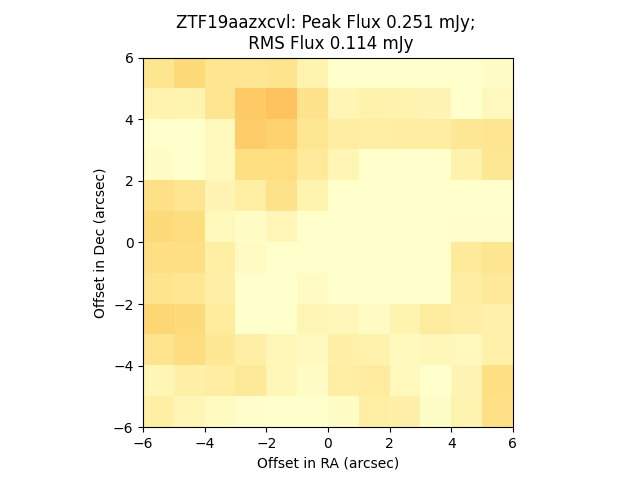 ZTF19aazxcvl: Peak Flux 0.251 mJy;
RMS Flux 0.114 mJy
6
4
2
0
−2
−4
−6
Offset in Dec (arcsec)
−6 −4 −2 0 2 4 6
Offset in RA (arcsec)